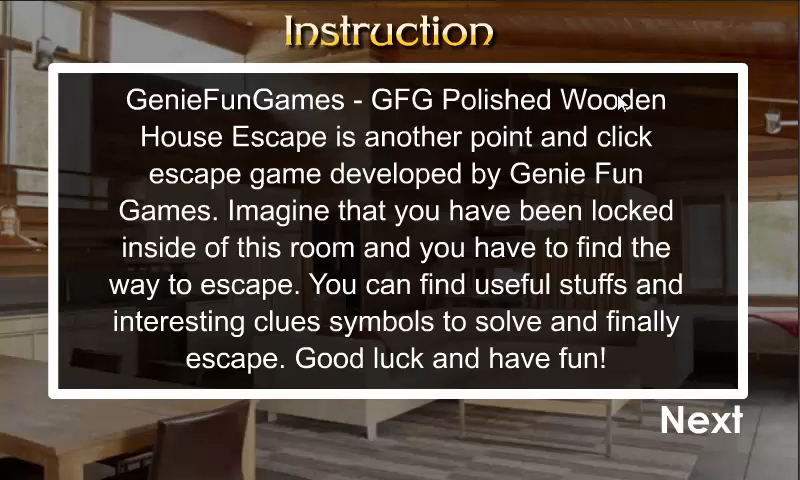 Instruction
GenieFunGames - GFG Polished Wooden
House Escape is another point and click
escape game developed by Genie Fun
Games. Imagine that you have been locked
inside of this room and you have to find the
way to escape. You can find useful stuffs and
interesting clues symbols to solve and finally
escape. Good luck and have fun!
Next